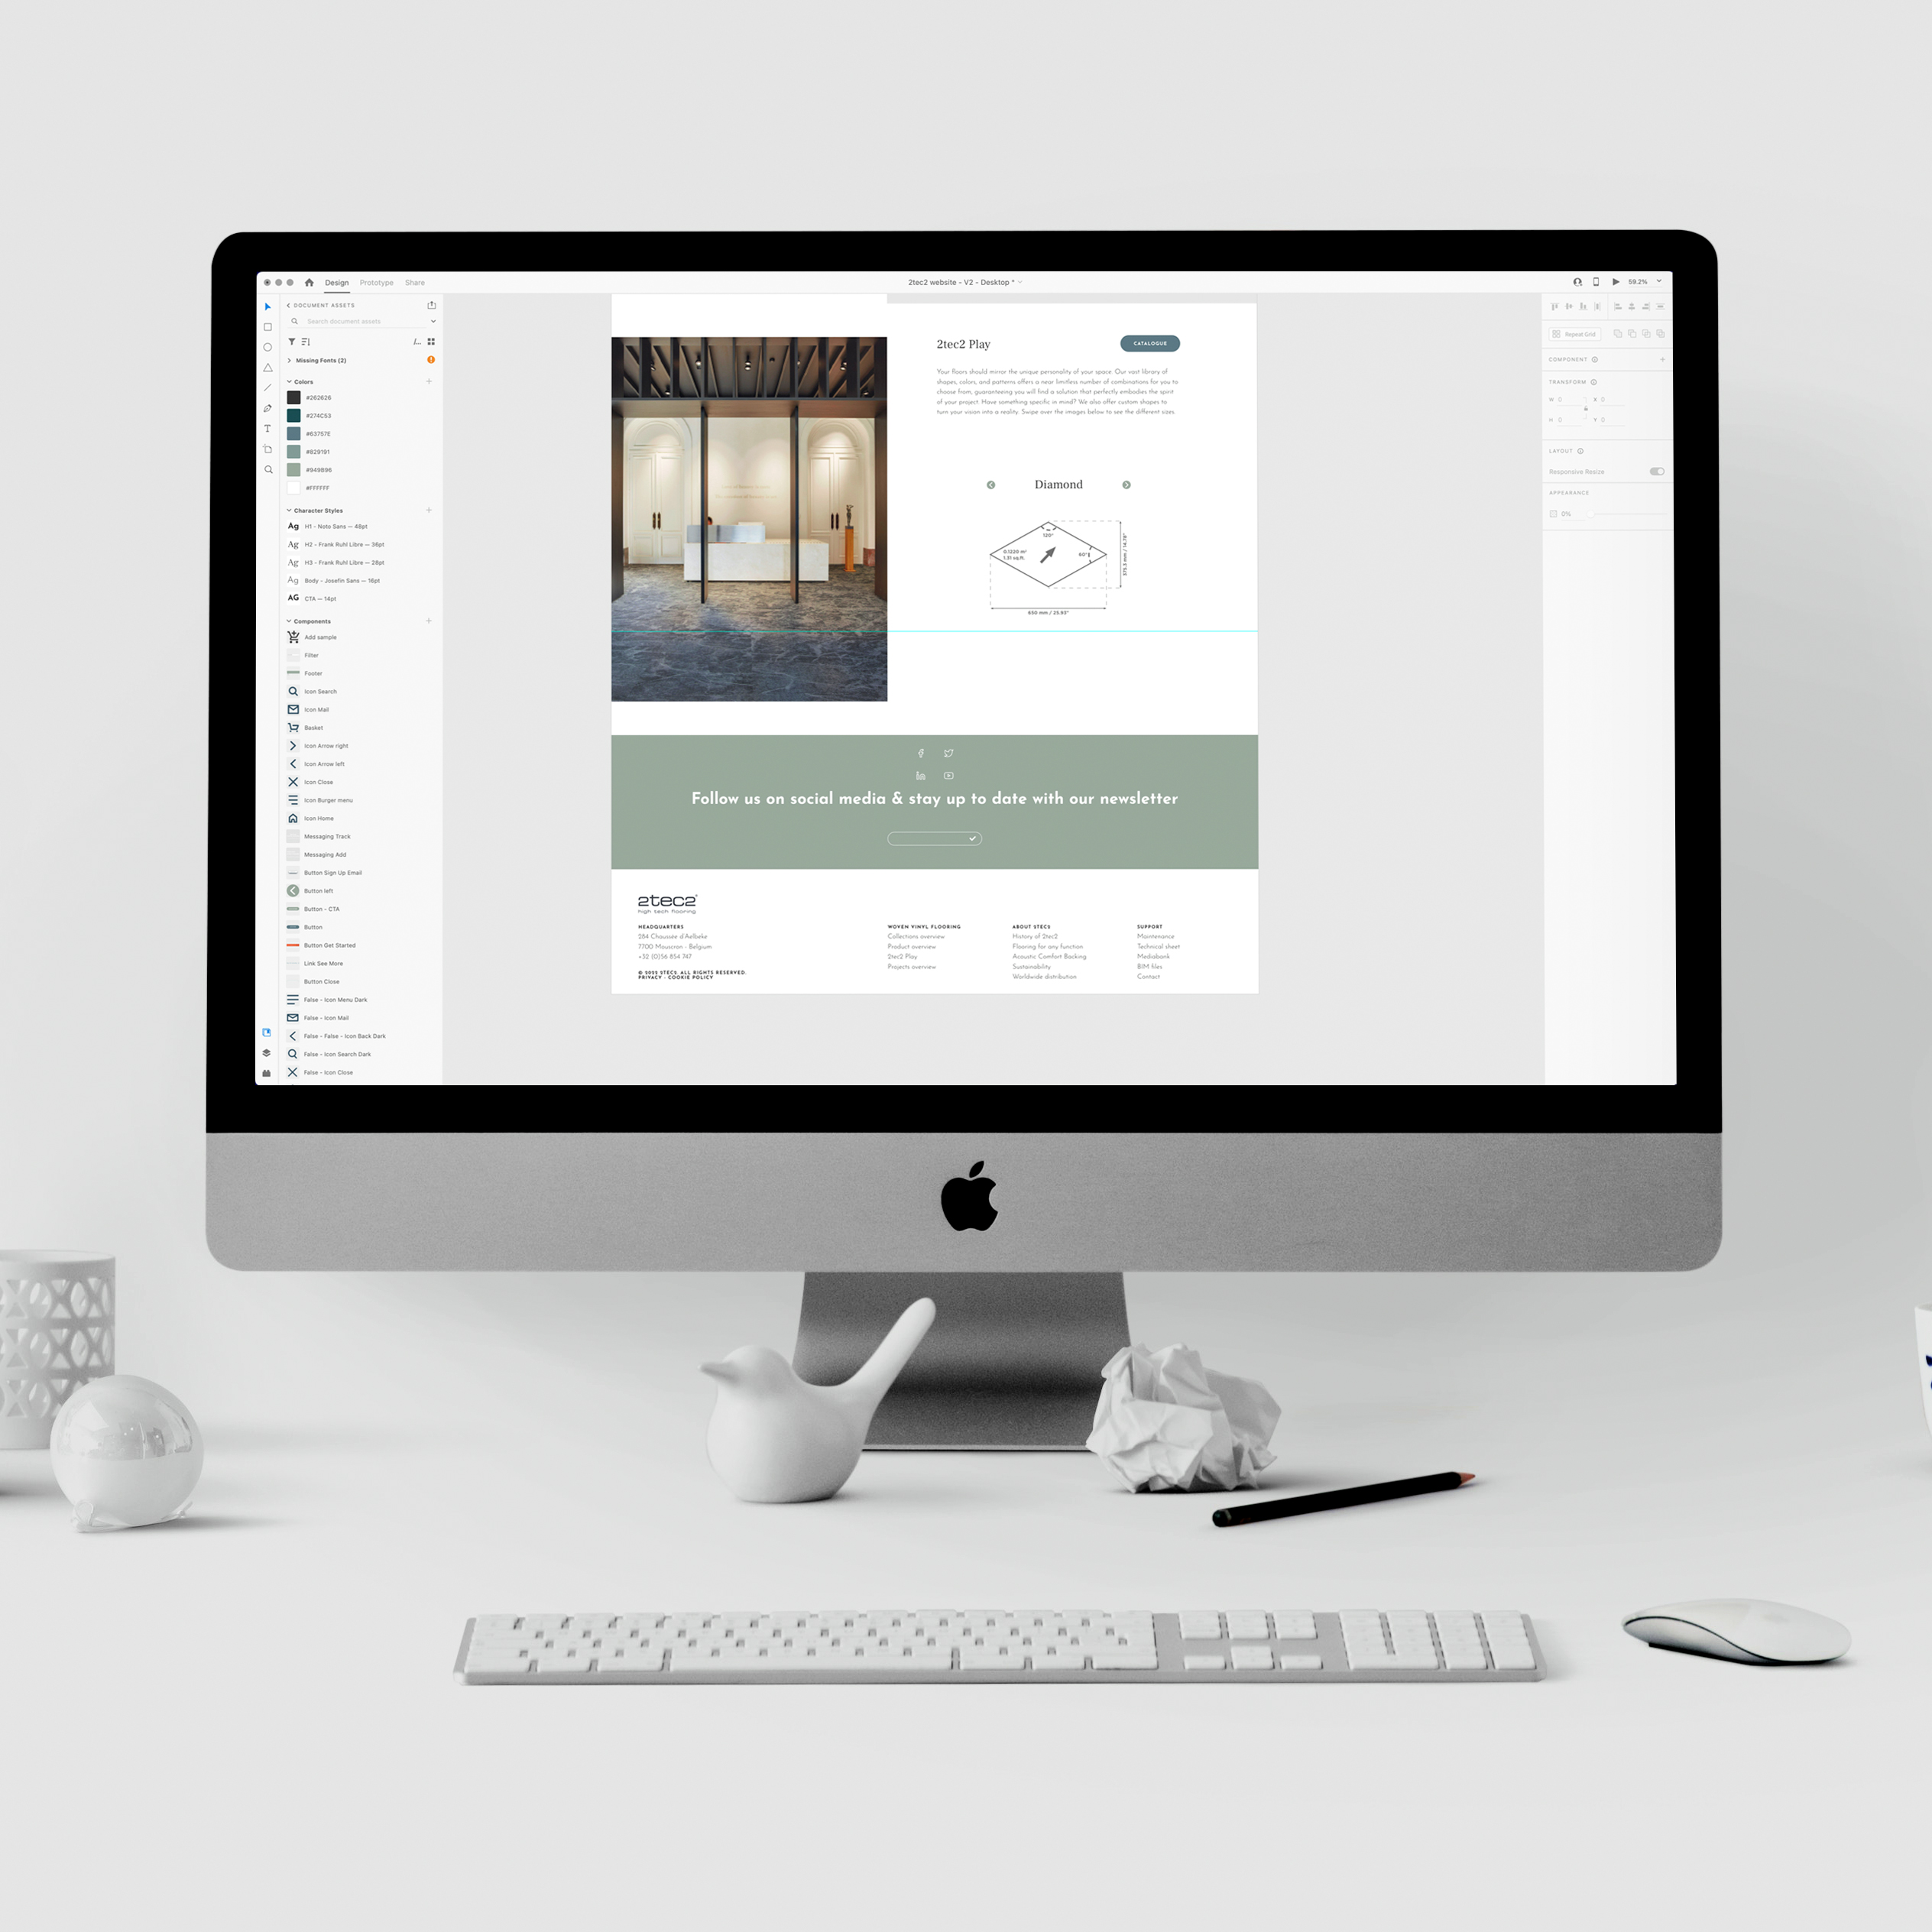 Design Prototype Share
2tec2 website - V2 - Desktop *
59.2%
DOCUMENT ASSETS
Search document assets
Missing Fonts (2)
Colors
#262626
#274C53
#63757E
#829191
#949B96
#FFFFFF
Character Styles
Ag H1 - Noto Sans — 48pt
Ag H2 - Frank Ruhl Libre — 36pt
Ag H3 - Frank Ruhl Libre — 28pt
Ag Body - Josefin Sans — 16pt
AG CTA — 14pt
Components
Add sample
Filter
Footer
Icon Search
Icon Mail
Basket
Icon Arrow right
Icon Arrow left
Icon Close
Icon Burger menu
Icon Home
Messaging Track
Messaging Add
Button Sign Up Email
Button left
Button - CTA
Button
Button Get Started
Link See More
Button Close
False - Icon Menu Dark
False - Icon Mail
False - False - Icon Back Dark
False - Icon Search Dark
False - Icon Close
2tec2 Play
CATALOGUE
Your floors should mirror the unique personality of your space. Our vast library of
shapes, colors, and patterns offers a near limitless number of combinations for you to
choose from, guaranteeing you will find a solution that perfectly embodies the spirit
of your project. Have something specific in mind? We also offer custom shapes to
turn your vision into a reality. Swipe over the images below to see the different sizes.
Diamond
120°
0.1220 m²
1.31 sq.ft.
60°
375.3 mm / 14.78"
650 mm / 25.63"
Follow us on social media & stay up to date with our newsletter
2tec2
high tech flooring
HEADQUARTERS
284 Chaussée d'Aelbeke
7700 Mouscron - Belgium
+32 (0)56 854 747
© 2022 2TEC2. ALL RIGHTS RESERVED.
PRIVACY - COOKIE POLICY
WOVEN VINYL FLOORING
Collections overview
Product overview
2tec2 Play
Projects overview
ABOUT 2TEC2
History of 2tec2
Flooring for any function
Acoustic Comfort Backing
Sustainability
Worldwide distribution
SUPPORT
Maintenance
Technical sheet
Mediabank
BIM files
Contact
Repeat Grid
COMPONENT
TRANSFORM
W 0 X 0
H 0 Y 0
LAYOUT
Responsive Resize
APPEARANCE
0%